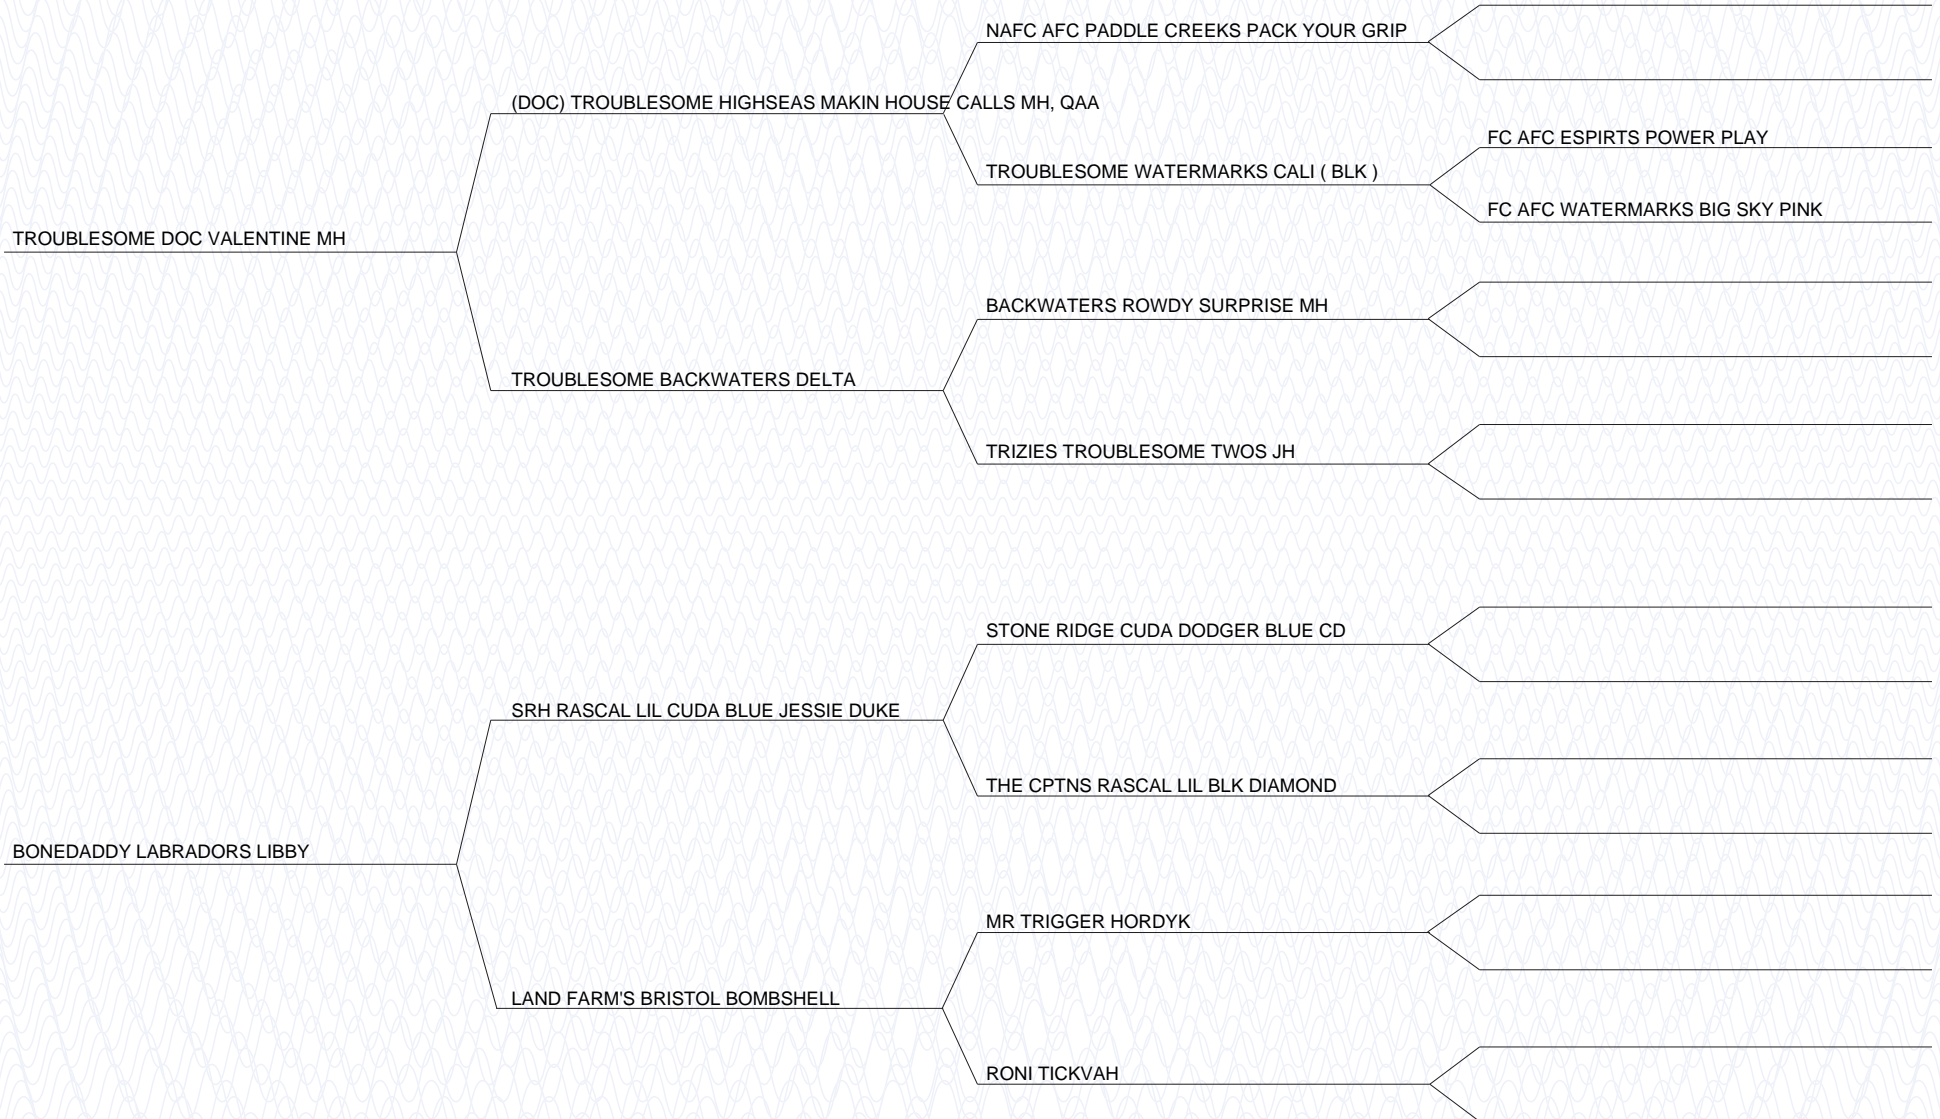 NAFC AFC PADDLE CREEKS PACK YOUR GRIP
(DOC) TROUBLESOME HIGHSEAS MAKIN HOUSE CALLS MH, QAA
FC AFC ESPIRTS POWER PLAY
TROUBLESOME WATERMARKS CALI ( BLK )
FC AFC WATERMARKS BIG SKY PINK
TROUBLESOME DOC VALENTINE MH
BACKWATERS ROWDY SURPRISE MH
TROUBLESOME BACKWATERS DELTA
TRIZIES TROUBLESOME TWOS JH
STONE RIDGE CUDA DODGER BLUE CD
SRH RASCAL LIL CUDA BLUE JESSIE DUKE
THE CPTNS RASCAL LIL BLK DIAMOND
BONEDADDY LABRADORS LIBBY
MR TRIGGER HORDYK
LAND FARM'S BRISTOL BOMBSHELL
RONI TICKVAH